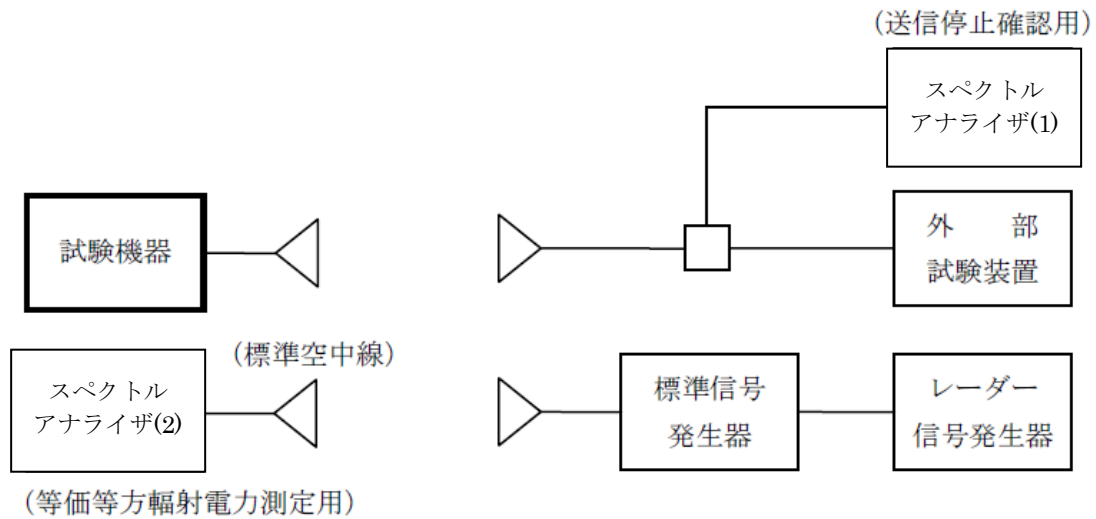 (送信停止確認用)
スペクトル
アナライザ(1)
試験機器
外　部
試験装置
(標準空中線)
スペクトル
アナライザ(2)
標準信号
発生器
レーダー
信号発生器
(等価等方輻射電力測定用)